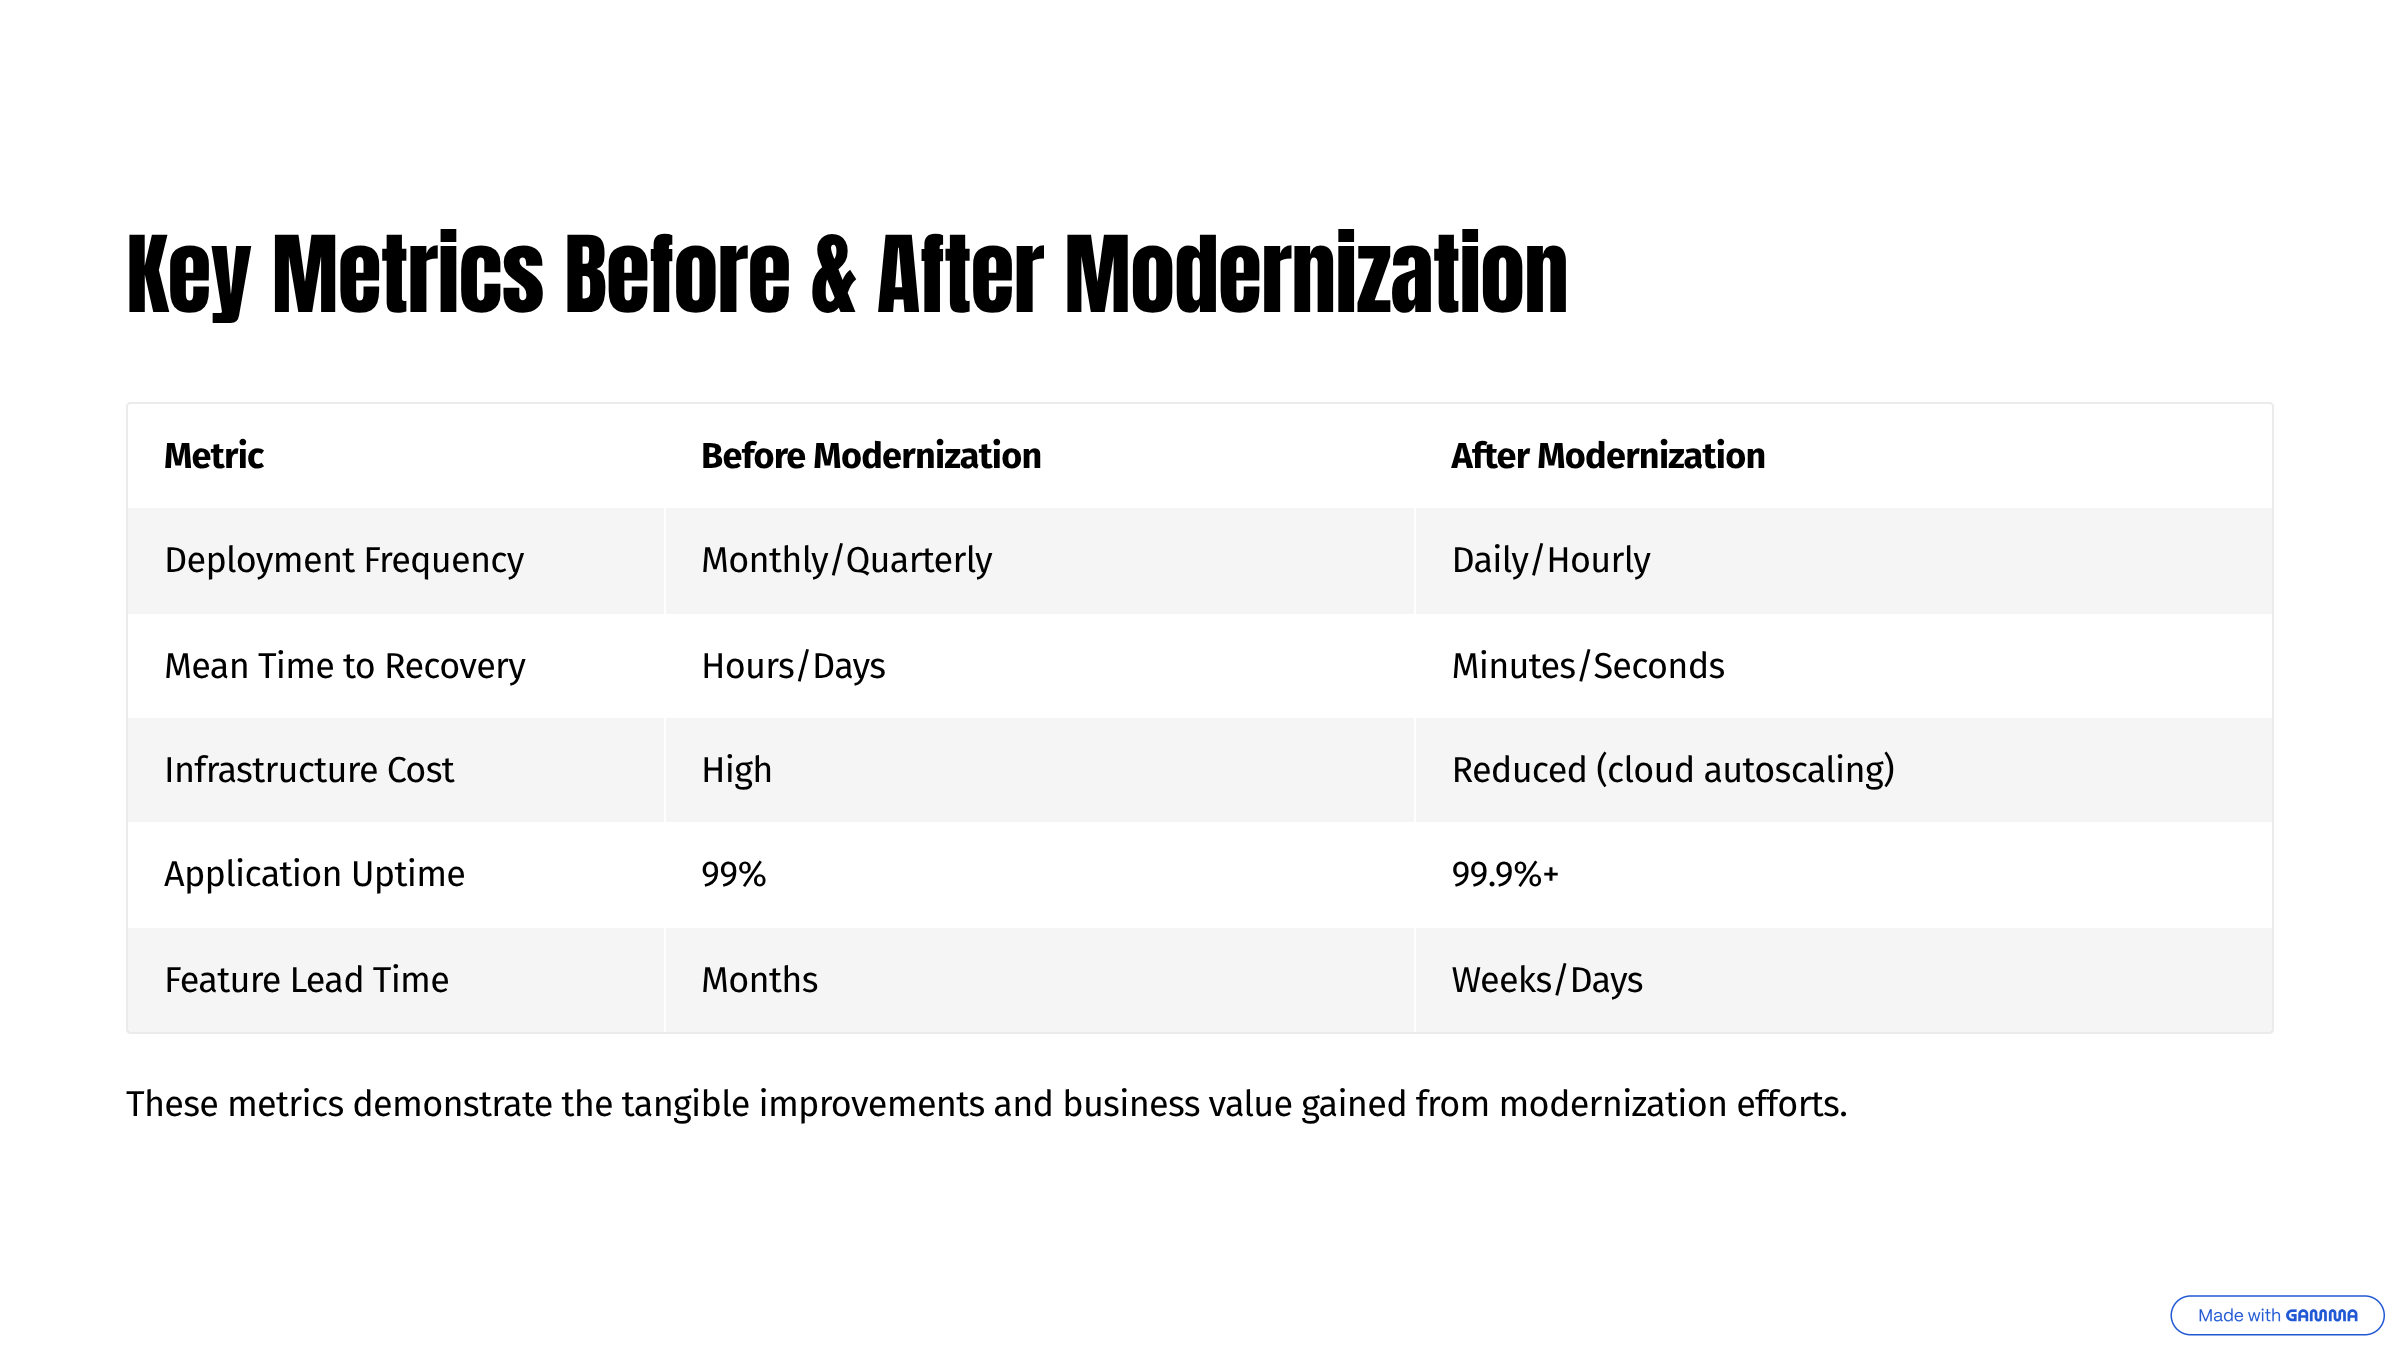 Key Metrics Before & After Modernization
Metric Before Modernization After Modernization
Deployment Frequency Monthly/Quarterly Daily/Hourly
Mean Time to Recovery Hours/Days Minutes/Seconds
Infrastructure Cost High Reduced (cloud autoscaling)
Application Uptime 99% 99.9%+
Feature Lead Time Months Weeks/Days
These metrics demonstrate the tangible improvements and business value gained from modernization efforts.
Made with GAMMA